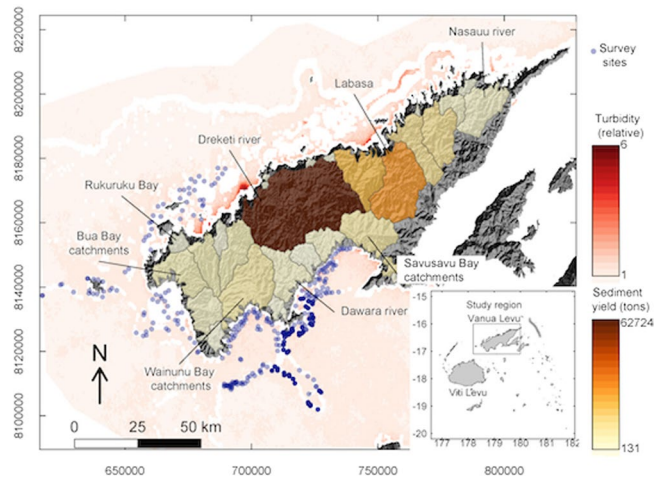 8220000
8200000
8180000
8160000
8140000
8120000
8100000
Nasauu river
Labasa
Dreketi river
Rukuruku Bay
Bua Bay
catchments
Savusavu Bay
catchments
Dawara river
Wainunu Bay
catchments
N
0 25 50 km
650000 700000 750000 800000
Survey
sites
Turbidity
(relative)
6
1
Sediment
yield (tons)
62724
131
Study region
Vanua Levu
Viti Levu
-15
-16
-17
-18
-19
-20
177 178 179 180 181 182